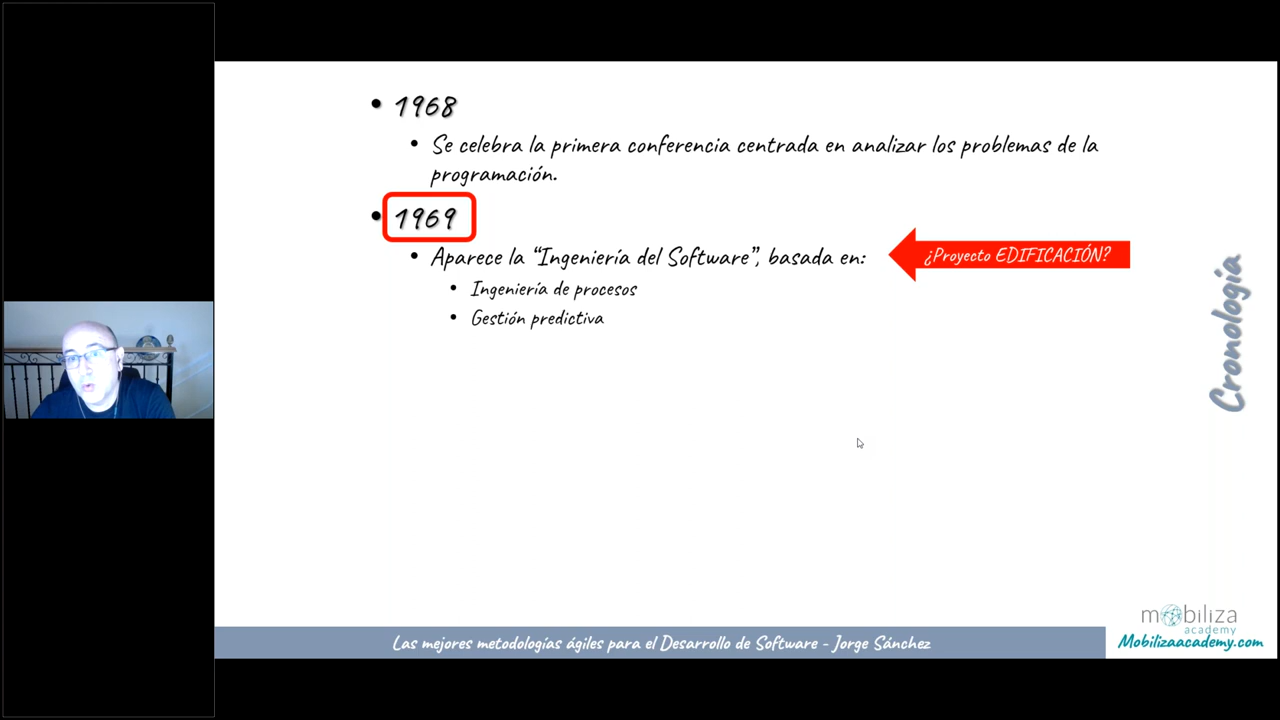 1968
Se celebra la primera conferencia centrada en analizar los problemas de la
programación.
1969
Aparece la “Ingeniería del Software”, basada en:
¿Proyecto EDIFICACIÓN?
Ingeniería de procesos
Gestión predictiva
Cronología
mobiliza
academy
Mobilizaacademy.com
Las mejores metodologías ágiles para el Desarrollo de Software - Jorge Sánchez